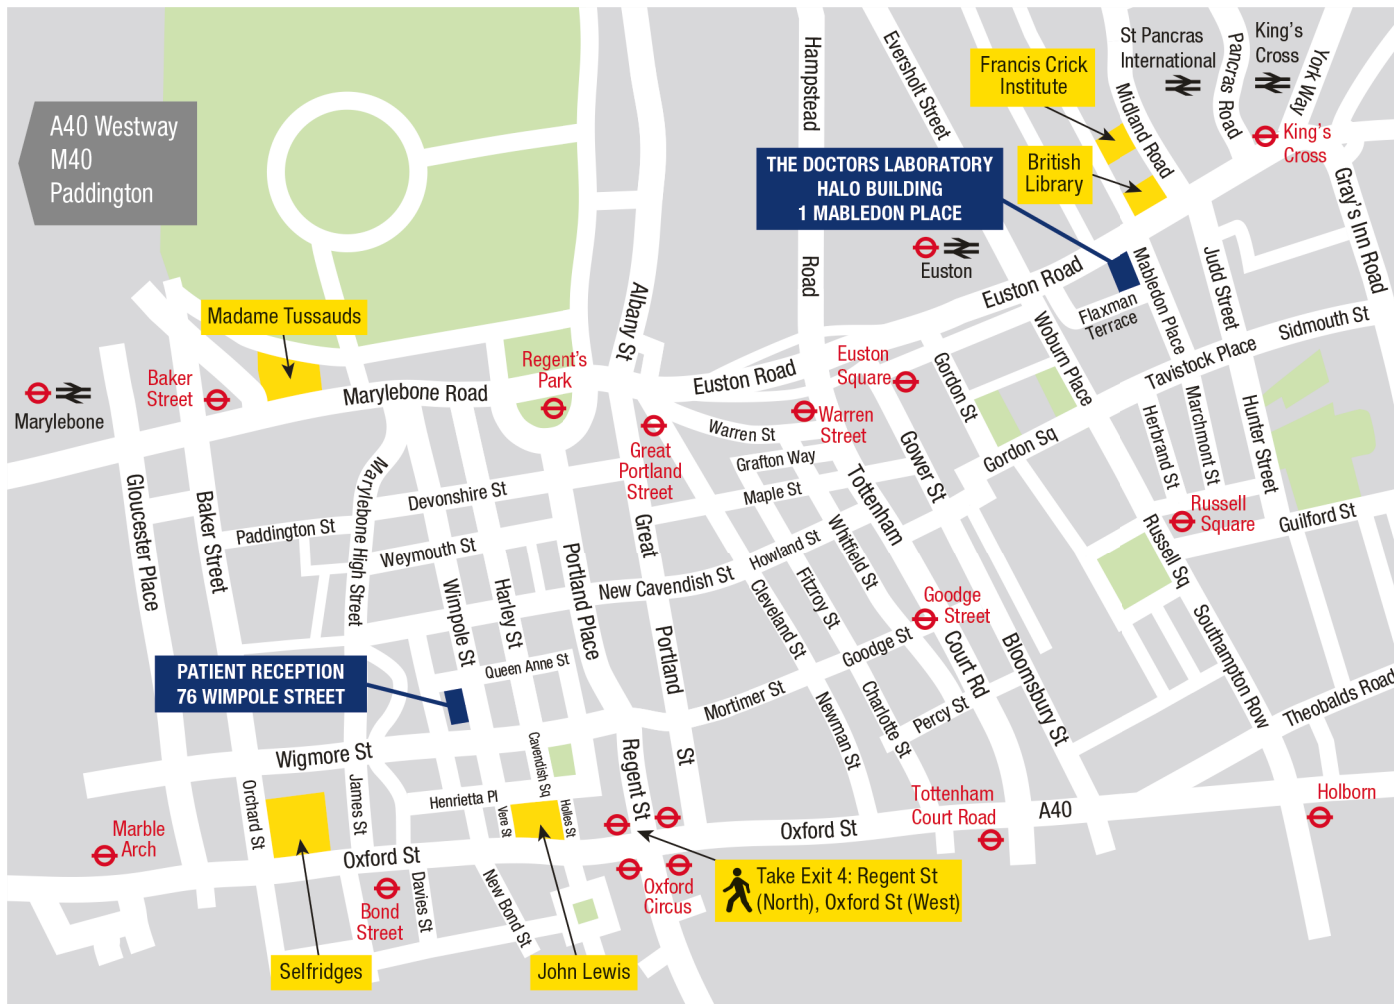 A40 Westway
M40
Paddington
Hampstead
Road
Eversholt Street
Francis Crick
Institute
St Pancras
International
Midland Road
Pancras Road
King's
Cross
York Way
King's
Cross
British
Library
THE DOCTORS LABORATORY
HALO BUILDING
1 MABLEDON PLACE
Gray's Inn Road
Euston
Euston Road
Mabledon Place
Judd Street
Flaxman
Terrace
Sidmouth St
Tavistock Place
Woburn Place
Madame Tussauds
Albany St
Marylebone
Baker
Street
Marylebone Road
Regent's
Park
Euston Road
Euston
Square
Gordon St
Warren
Street
Warren St
Grafton Way
Maple St
Great
Portland
Street
Gower St
Gordon Sq
Herbrand St
Marchmont St
Hunter Street
Russell
Square
Guilford St
Russell Sq
Gloucester Place
Baker Street
Paddington St
Marylebone High Street
Devonshire St
Weymouth St
Wimpole St
Harley St
Portland Place
Great
Portland
St
New Cavendish St
Howland St
Tottenham
Court Rd
Whitfield St
Fitzroy St
Cleveland St
Goodge
Street
Goodge St
Bloomsbury St
Southampton Row
Theobalds Road
PATIENT RECEPTION
76 WIMPOLE STREET
Queen Anne St
Mortimer St
Newman St
Charlotte St
Percy St
Wigmore St
Cavendish Sq
Regent St
Orchard St
James St
Henrietta Pl
Vere St
Holles St
Marble
Arch
Oxford St
Oxford St
Tottenham
Court Road
A40
Holborn
Bond
Street
Davies St
New Bond St
Oxford
Circus
Take Exit 4: Regent St
(North), Oxford St (West)
Selfridges
John Lewis